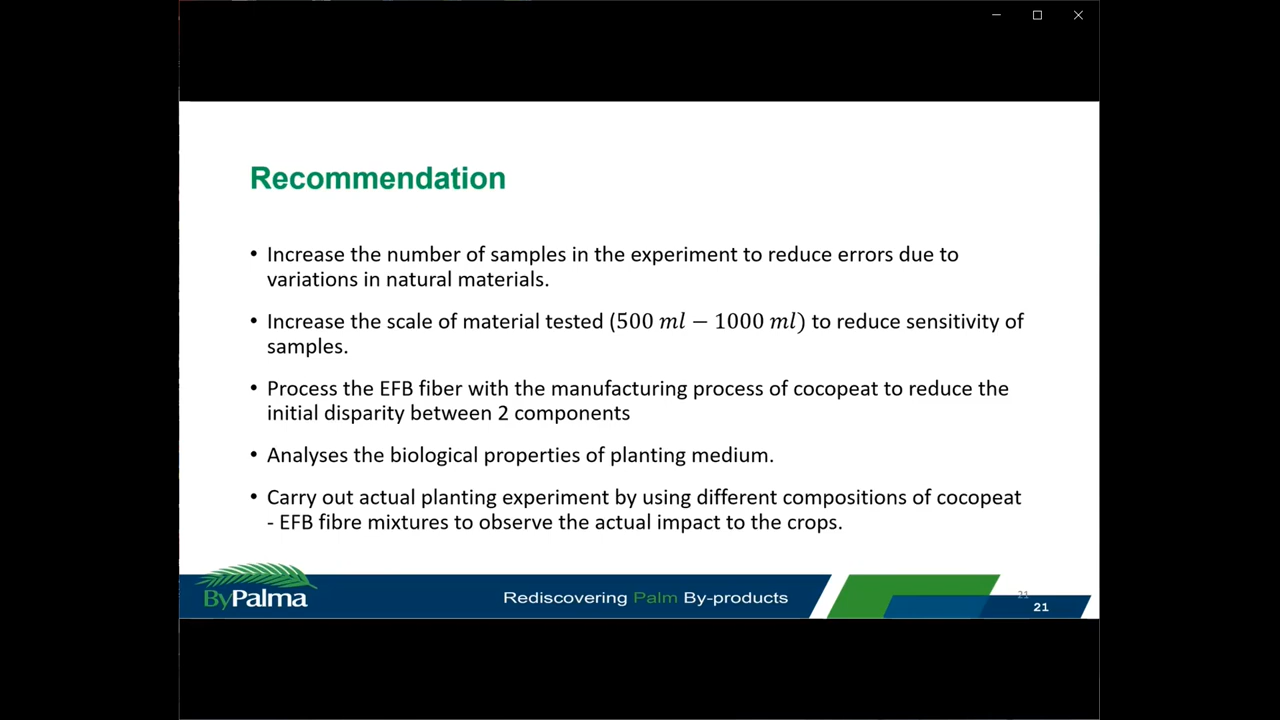 Recommendation
• Increase the number of samples in the experiment to reduce errors due to
variations in natural materials.
• Increase the scale of material tested (500 ml − 1000 ml) to reduce sensitivity of
samples.
• Process the EFB fiber with the manufacturing process of cocopeat to reduce the
initial disparity between 2 components
• Analyses the biological properties of planting medium.
• Carry out actual planting experiment by using different compositions of cocopeat
- EFB fibre mixtures to observe the actual impact to the crops.
ByPalma
Rediscovering Palm By-products
21
21